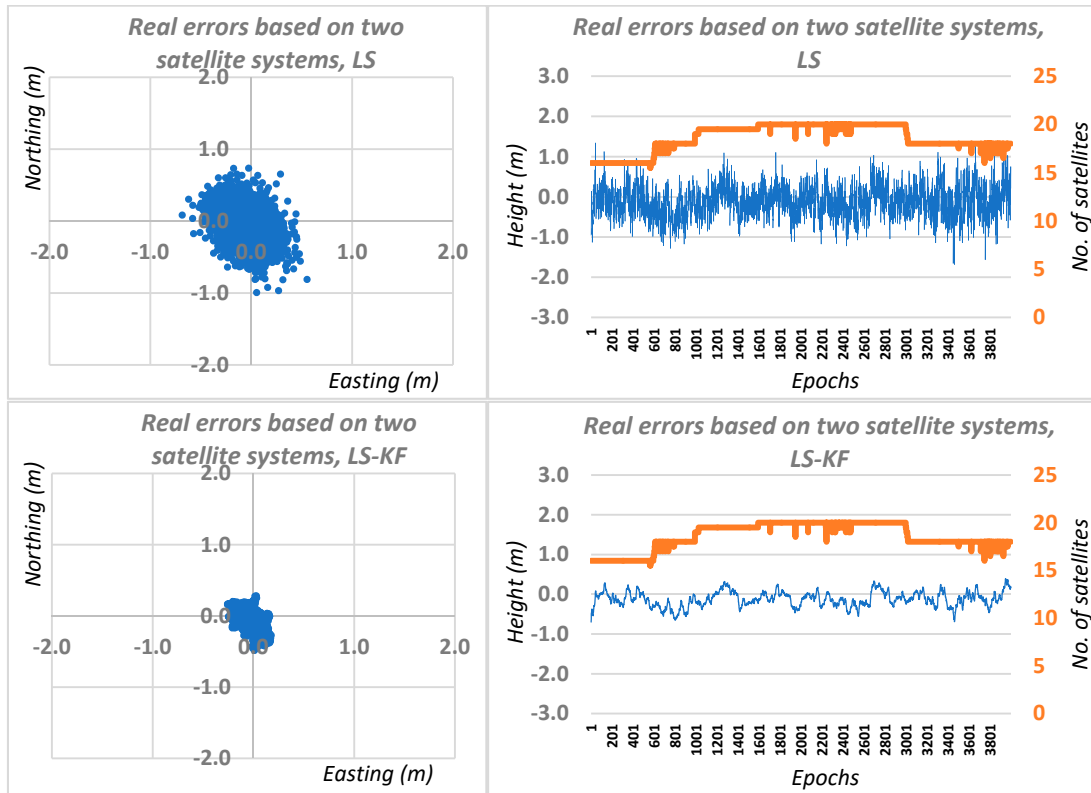 Real errors based on two
satellite systems, LS
Northing (m)
2.0
1.0
0.0
-2.0 -1.0 0.0 1.0 2.0
-1.0
-2.0
Easting (m)
Real errors based on two satellite systems,
LS
Height (m)
3.0
2.0
1.0
0.0
-1.0
-2.0
-3.0
25
20
15
10
5
0
No. of satellites
1 201 401 601 801 1001 1201 1401 1601 1801 2001 2201 2401 2601 2801 3001 3201 3401 3601 3801
Epochs
Real errors based on two
satellite systems, LS-KF
Northing (m)
2.0
1.0
0.0
-2.0 -1.0 0.0 1.0 2.0
-1.0
-2.0
Easting (m)
Real errors based on two satellite systems,
LS-KF
Height (m)
3.0
2.0
1.0
0.0
-1.0
-2.0
-3.0
25
20
15
10
5
0
No. of satellites
1 201 401 601 801 1001 1201 1401 1601 1801 2001 2201 2401 2601 2801 3001 3201 3401 3601 3801
Epochs